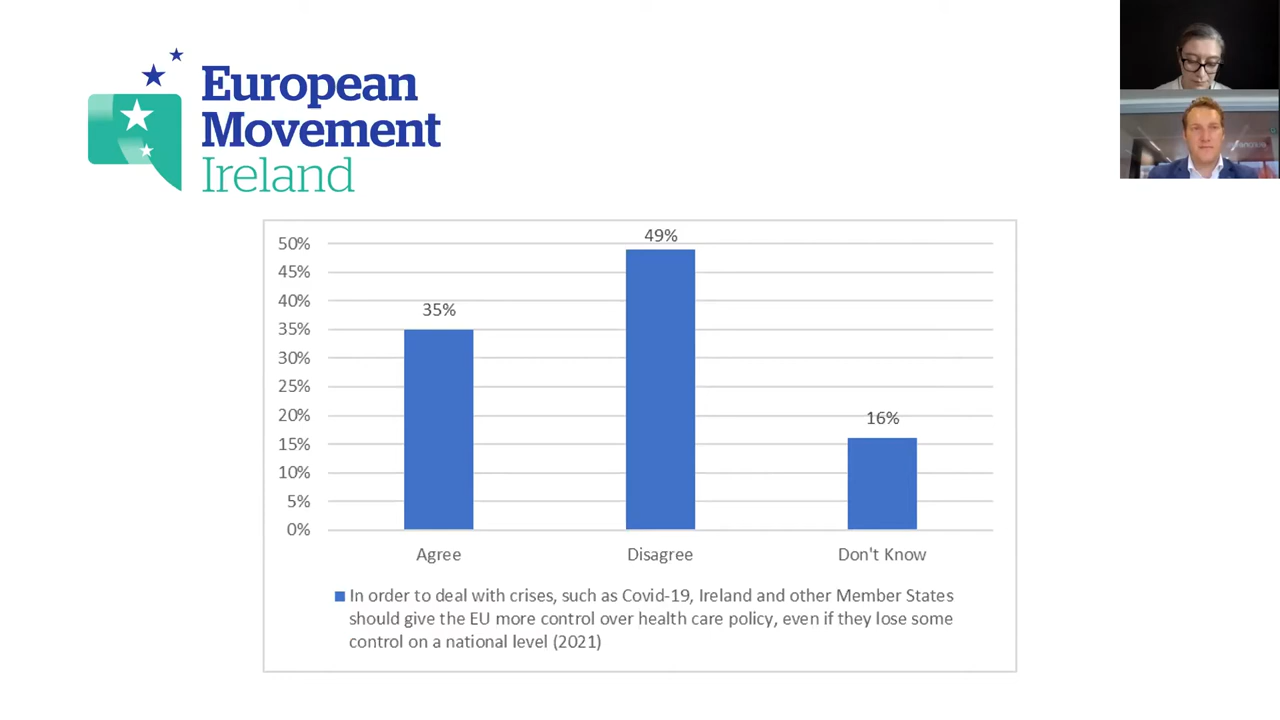 European
Movement
Ireland
50%
45%
40%
35%
30%
25%
20%
15%
10%
5%
0%
35%
49%
16%
Agree
Disagree
Don't Know
In order to deal with crises, such as Covid-19, Ireland and other Member States
should give the EU more control over health care policy, even if they lose some
control on a national level (2021)